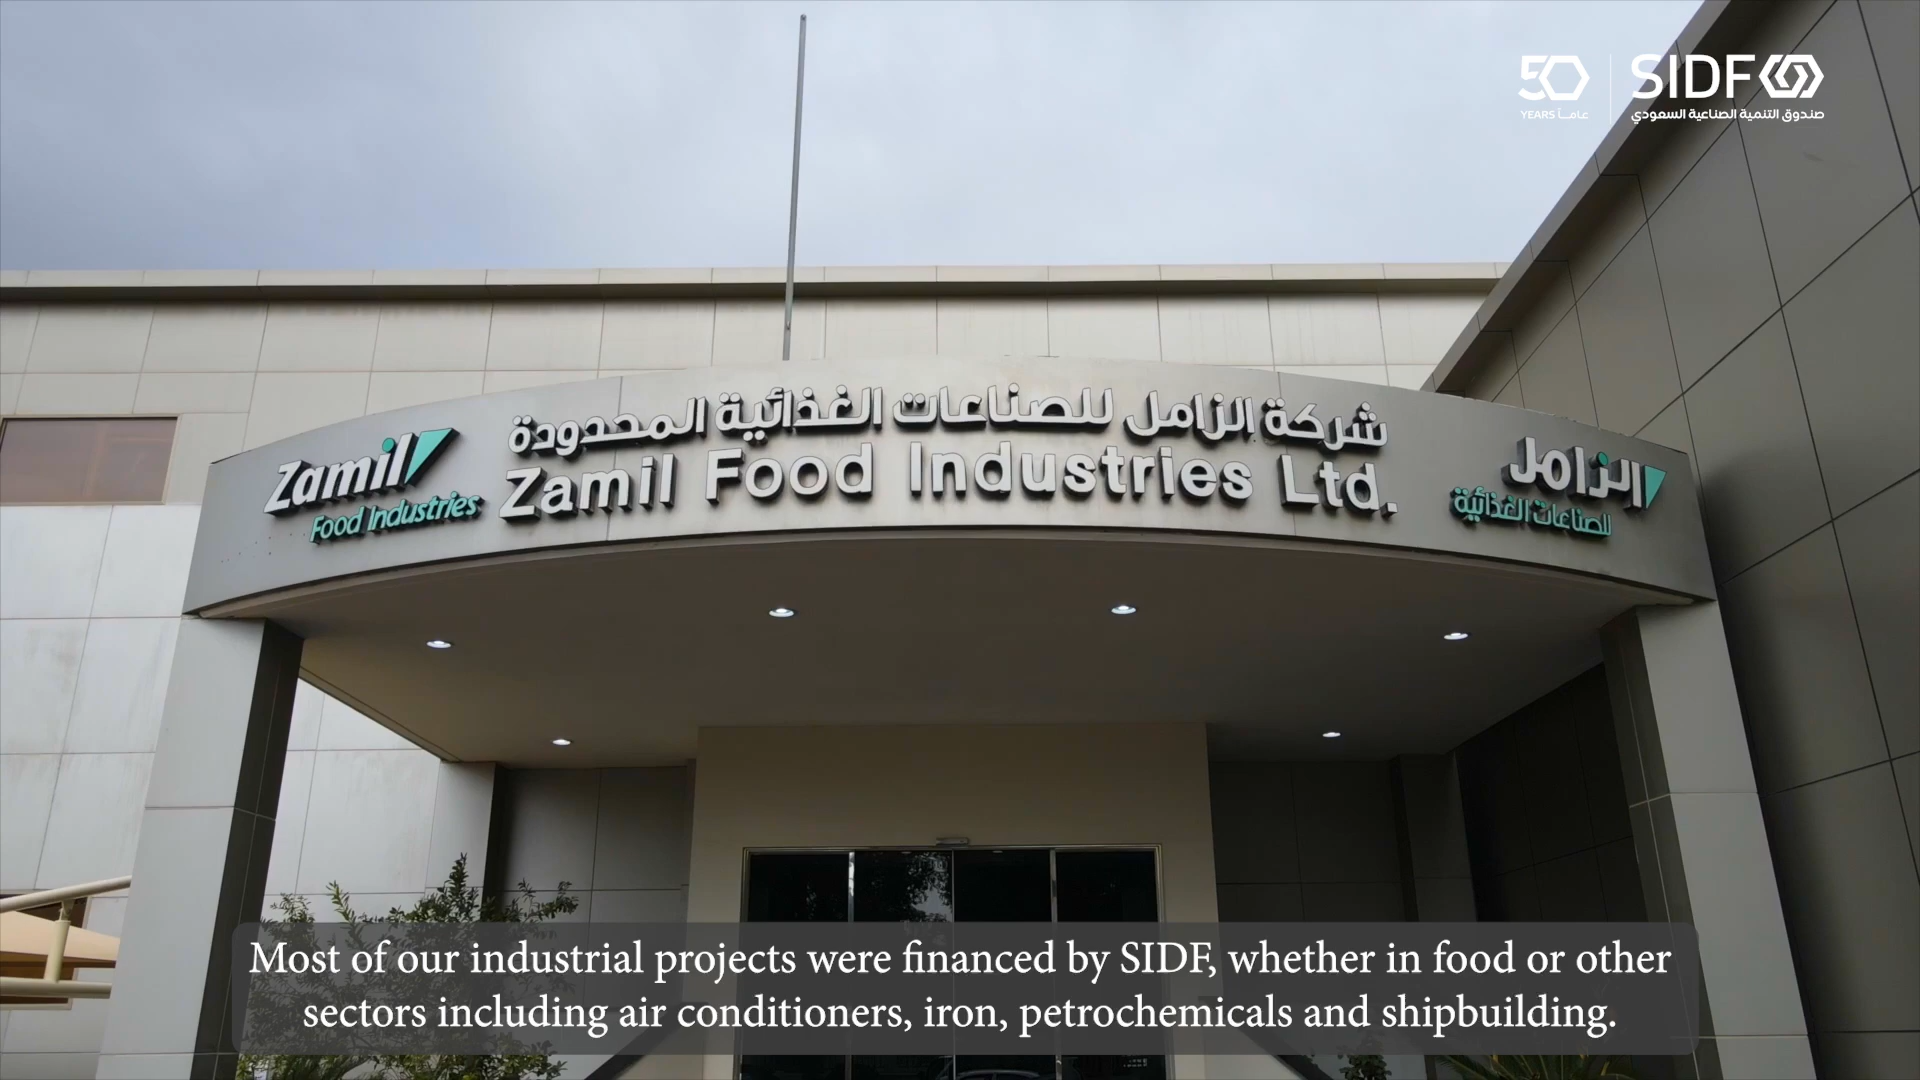 50 SIDF
YEARS عامـاً صندوق التنمية الصناعية السعودي
شركة الزامل للصناعات الغذائية المحدودة
Zamil Food Industries Ltd.
Zamil
Food Industries
الزامل
للصناعات الغذائية
Most of our industrial projects were financed by SIDF, whether in food or other
sectors including air conditioners, iron, petrochemicals and shipbuilding.